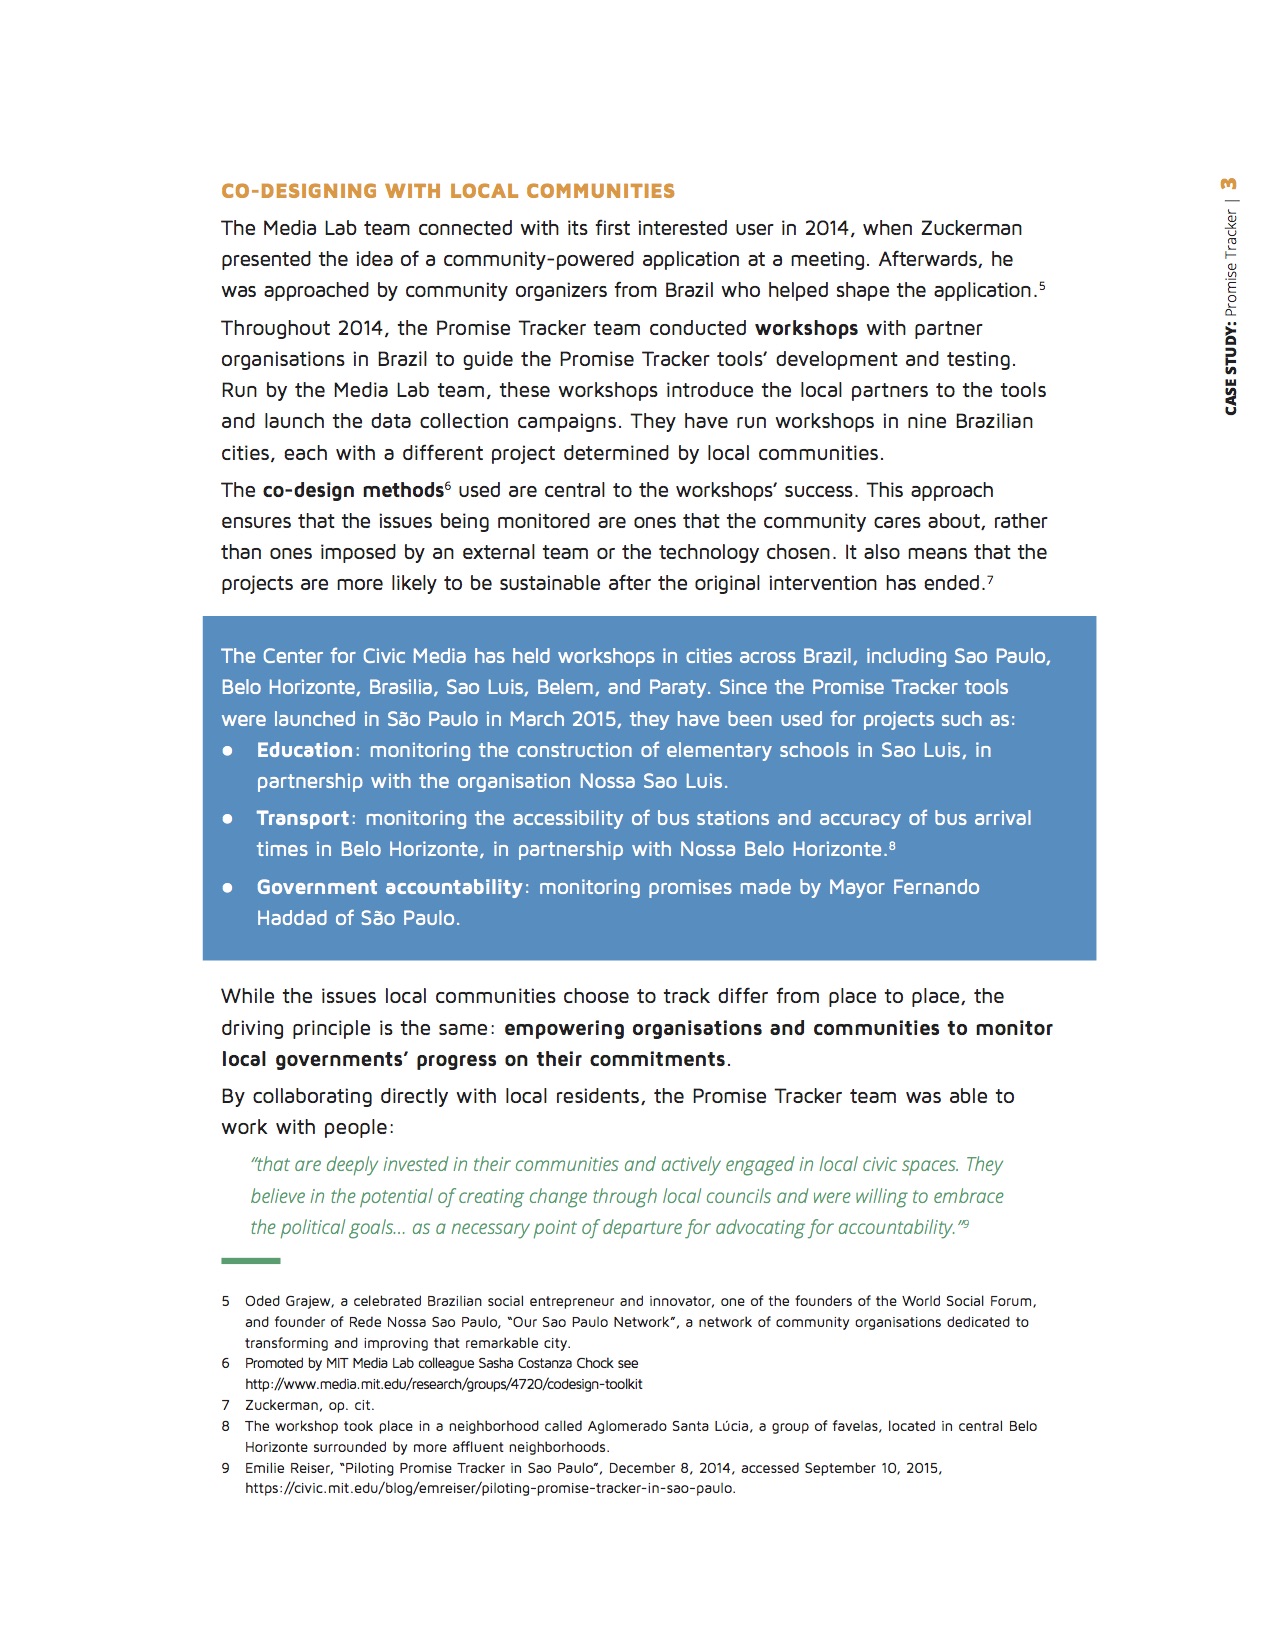 CO-DESIGNING WITH LOCAL COMMUNITIES
The Media Lab team connected with its first interested user in 2014, when Zuckerman
presented the idea of a community-powered application at a meeting. Afterwards, he
was approached by community organizers from Brazil who helped shape the application.5
Throughout 2014, the Promise Tracker team conducted workshops with partner
organisations in Brazil to guide the Promise Tracker tools’ development and testing.
Run by the Media Lab team, these workshops introduce the local partners to the tools
and launch the data collection campaigns. They have run workshops in nine Brazilian
cities, each with a different project determined by local communities.
The co-design methods6 used are central to the workshops’ success. This approach
ensures that the issues being monitored are ones that the community cares about, rather
than ones imposed by an external team or the technology chosen. It also means that the
projects are more likely to be sustainable after the original intervention has ended.7
The Center for Civic Media has held workshops in cities across Brazil, including Sao Paulo,
Belo Horizonte, Brasilia, Sao Luis, Belem, and Paraty. Since the Promise Tracker tools
were launched in São Paulo in March 2015, they have been used for projects such as:
● Education: monitoring the construction of elementary schools in Sao Luis, in
partnership with the organisation Nossa Sao Luis.
● Transport: monitoring the accessibility of bus stations and accuracy of bus arrival
times in Belo Horizonte, in partnership with Nossa Belo Horizonte.8
● Government accountability: monitoring promises made by Mayor Fernando
Haddad of São Paulo.
While the issues local communities choose to track differ from place to place, the
driving principle is the same: empowering organisations and communities to monitor
local governments’ progress on their commitments.
By collaborating directly with local residents, the Promise Tracker team was able to
work with people:
“that are deeply invested in their communities and actively engaged in local civic spaces. They
believe in the potential of creating change through local councils and were willing to embrace
the political goals... as a necessary point of departure for advocating for accountability.”9
5 Oded Grajew, a celebrated Brazilian social entrepreneur and innovator, one of the founders of the World Social Forum,
and founder of Rede Nossa Sao Paulo, “Our Sao Paulo Network”, a network of community organisations dedicated to
transforming and improving that remarkable city.
6 Promoted by MIT Media Lab colleague Sasha Costanza Chock see
http://www.media.mit.edu/research/groups/4720/codesign-toolkit
7 Zuckerman, op. cit.
8 The workshop took place in a neighborhood called Aglomerado Santa Lúcia, a group of favelas, located in central Belo
Horizonte surrounded by more affluent neighborhoods.
9 Emilie Reiser, “Piloting Promise Tracker in Sao Paulo”, December 8, 2014, accessed September 10, 2015,
https://civic.mit.edu/blog/emreiser/piloting-promise-tracker-in-sao-paulo.
CASE STUDY: Promise Tracker | 3